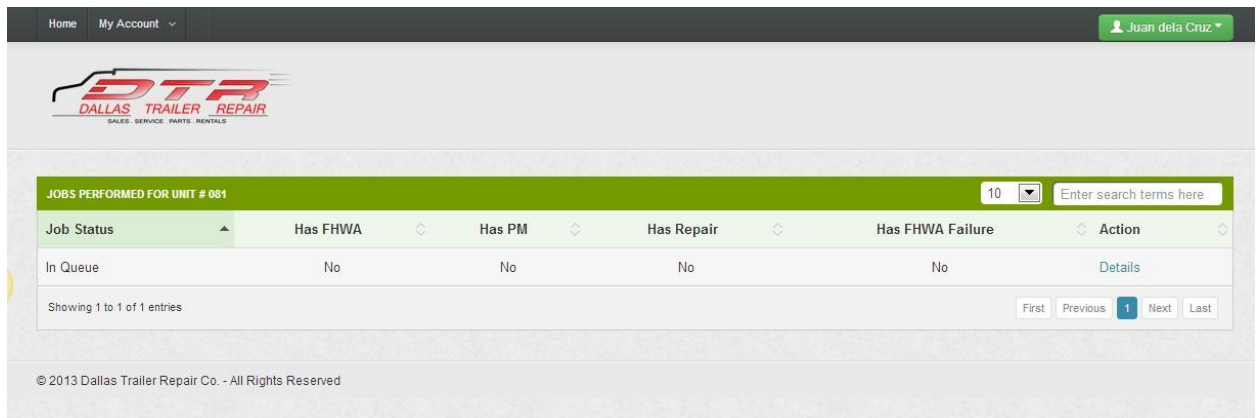 Home My Account Juan dela Cruz
DTR
DALLAS TRAILER REPAIR
SALES . SERVICE . PARTS . RENTALS
JOBS PERFORMED FOR UNIT # 081 10 Enter search terms here
Job Status Has FHWA Has PM Has Repair Has FHWA Failure Action
In Queue No No No No Details
Showing 1 to 1 of 1 entries First Previous 1 Next Last
© 2013 Dallas Trailer Repair Co. - All Rights Reserved